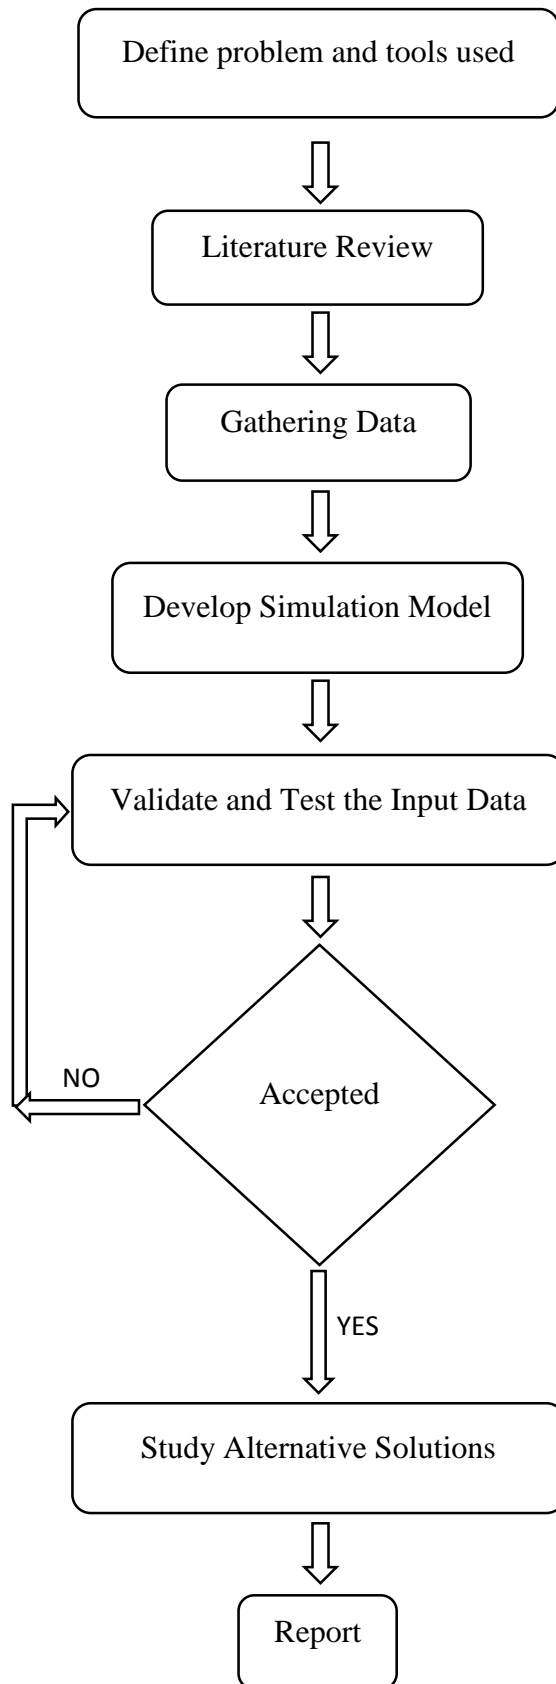 Define problem and tools used
Literature Review
Gathering Data
Develop Simulation Model
Validate and Test the Input Data
NO
Accepted
YES
Study Alternative Solutions
Report